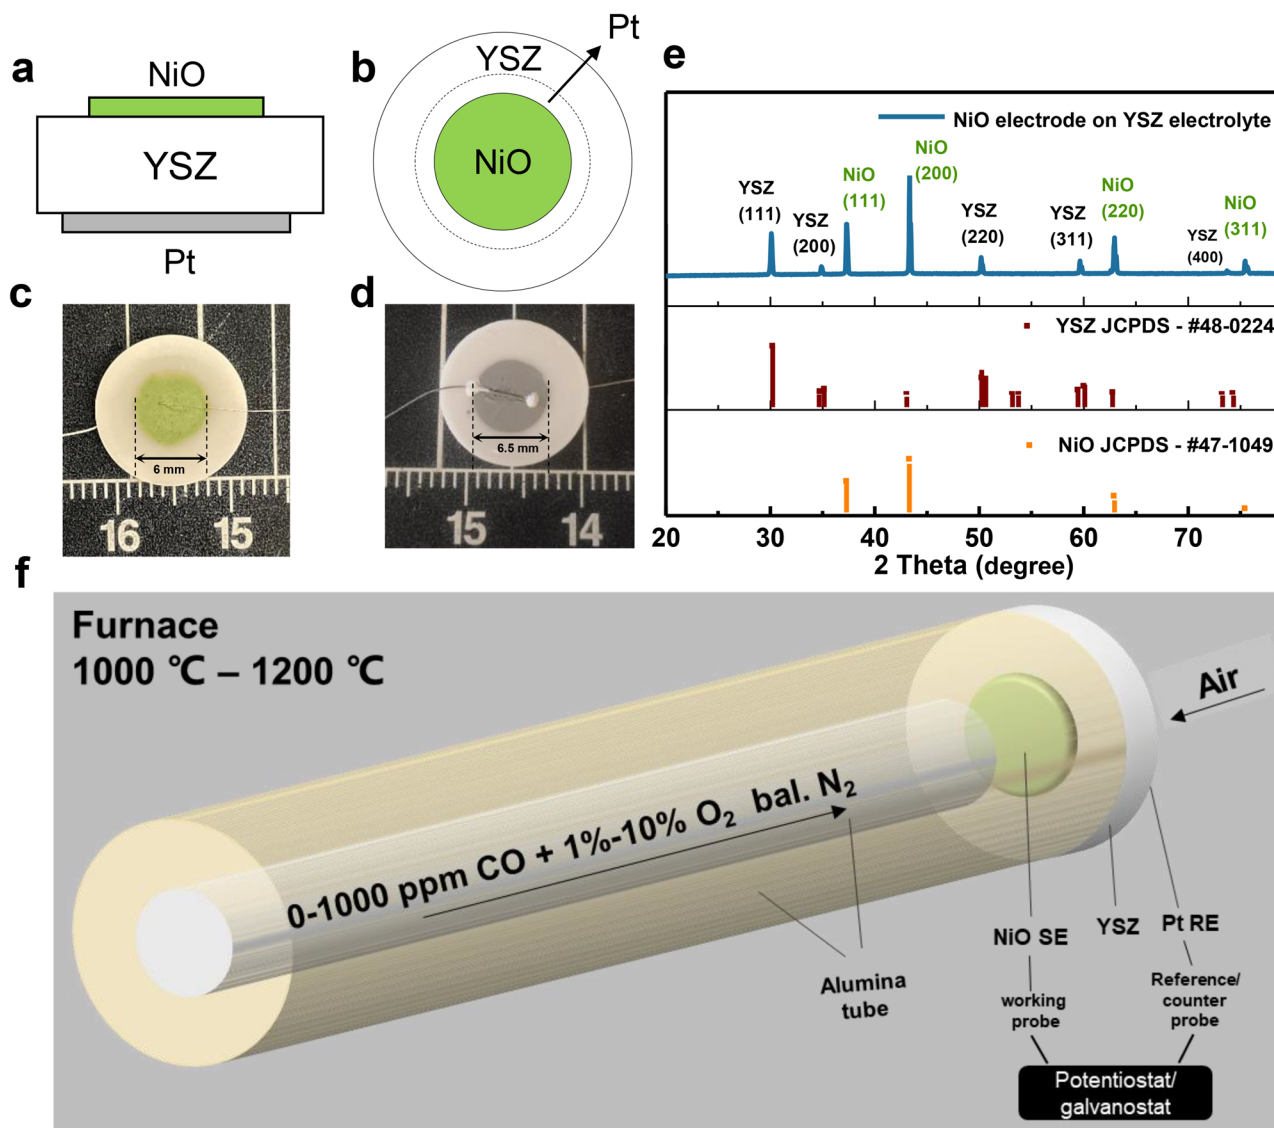 a
NiO
YSZ
Pt
b
Pt
YSZ
NiO
c
6 mm
16 15
d
6.5 mm
15 14
e
NiO electrode on YSZ electrolyte
YSZ
(111)
YSZ
(200)
NiO
(111)
NiO
(200)
YSZ
(220)
YSZ
(311)
NiO
(220)
YSZ
(400)
NiO
(311)
YSZ JCPDS - #48-0224
NiO JCPDS - #47-1049
20 30 40 50 60 70
2 Theta (degree)
f
Furnace
1000 ℃ – 1200 ℃
Air
0-1000 ppm CO + 1%-10% O₂ bal. N₂
Alumina
tube
NiO SE
YSZ
Pt RE
working
probe
Reference/
counter
probe
Potentiostat/
galvanostat